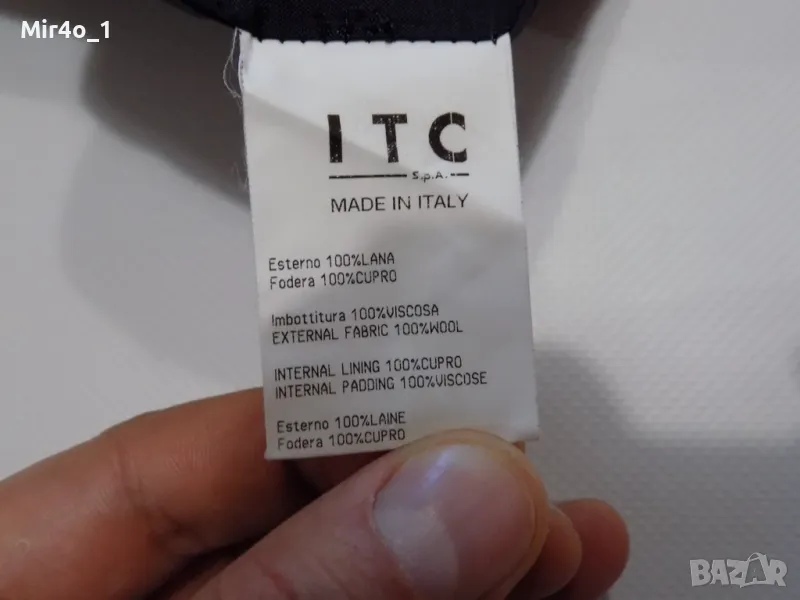 Mir4o_1
ITC
S.p.A.
MADE IN ITALY
Esterno 100%LANA
Fodera 100%CUPRO
Imbottitura 100%VISCOSA
EXTERNAL FABRIC 100%WOOL
INTERNAL LINING 100%CUPRO
INTERNAL PADDING 100%VISCOSE
Esterno 100%LAINE
Fodera 100%CUPRO
BAZAR